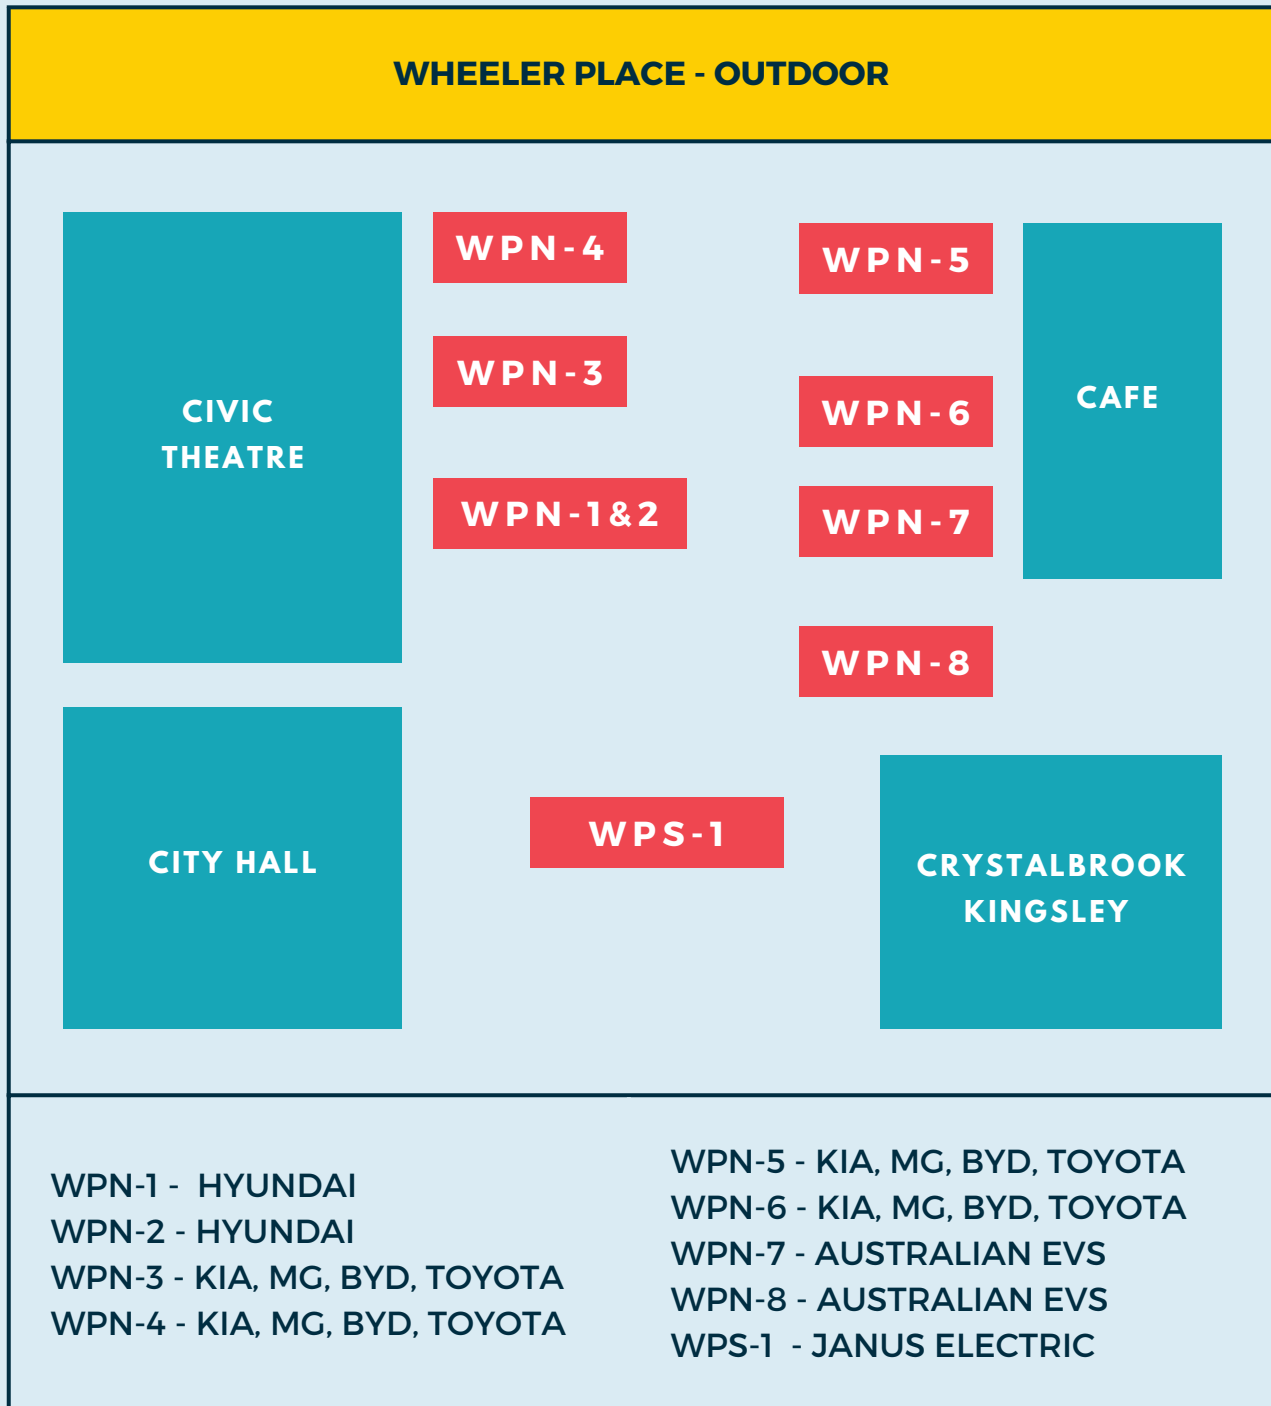 WHEELER PLACE - OUTDOOR
WPN-4
WPN-5
WPN-3
WPN-6
CAFE
CIVIC
THEATRE
WPN-1&2
WPN-7
WPN-8
WPS-1
CITY HALL
CRYSTALBROOK
KINGSLEY
WPN-1 - HYUNDAI
WPN-2 - HYUNDAI
WPN-3 - KIA, MG, BYD, TOYOTA
WPN-4 - KIA, MG, BYD, TOYOTA
WPN-5 - KIA, MG, BYD, TOYOTA
WPN-6 - KIA, MG, BYD, TOYOTA
WPN-7 - AUSTRALIAN EVS
WPN-8 - AUSTRALIAN EVS
WPS-1 - JANUS ELECTRIC